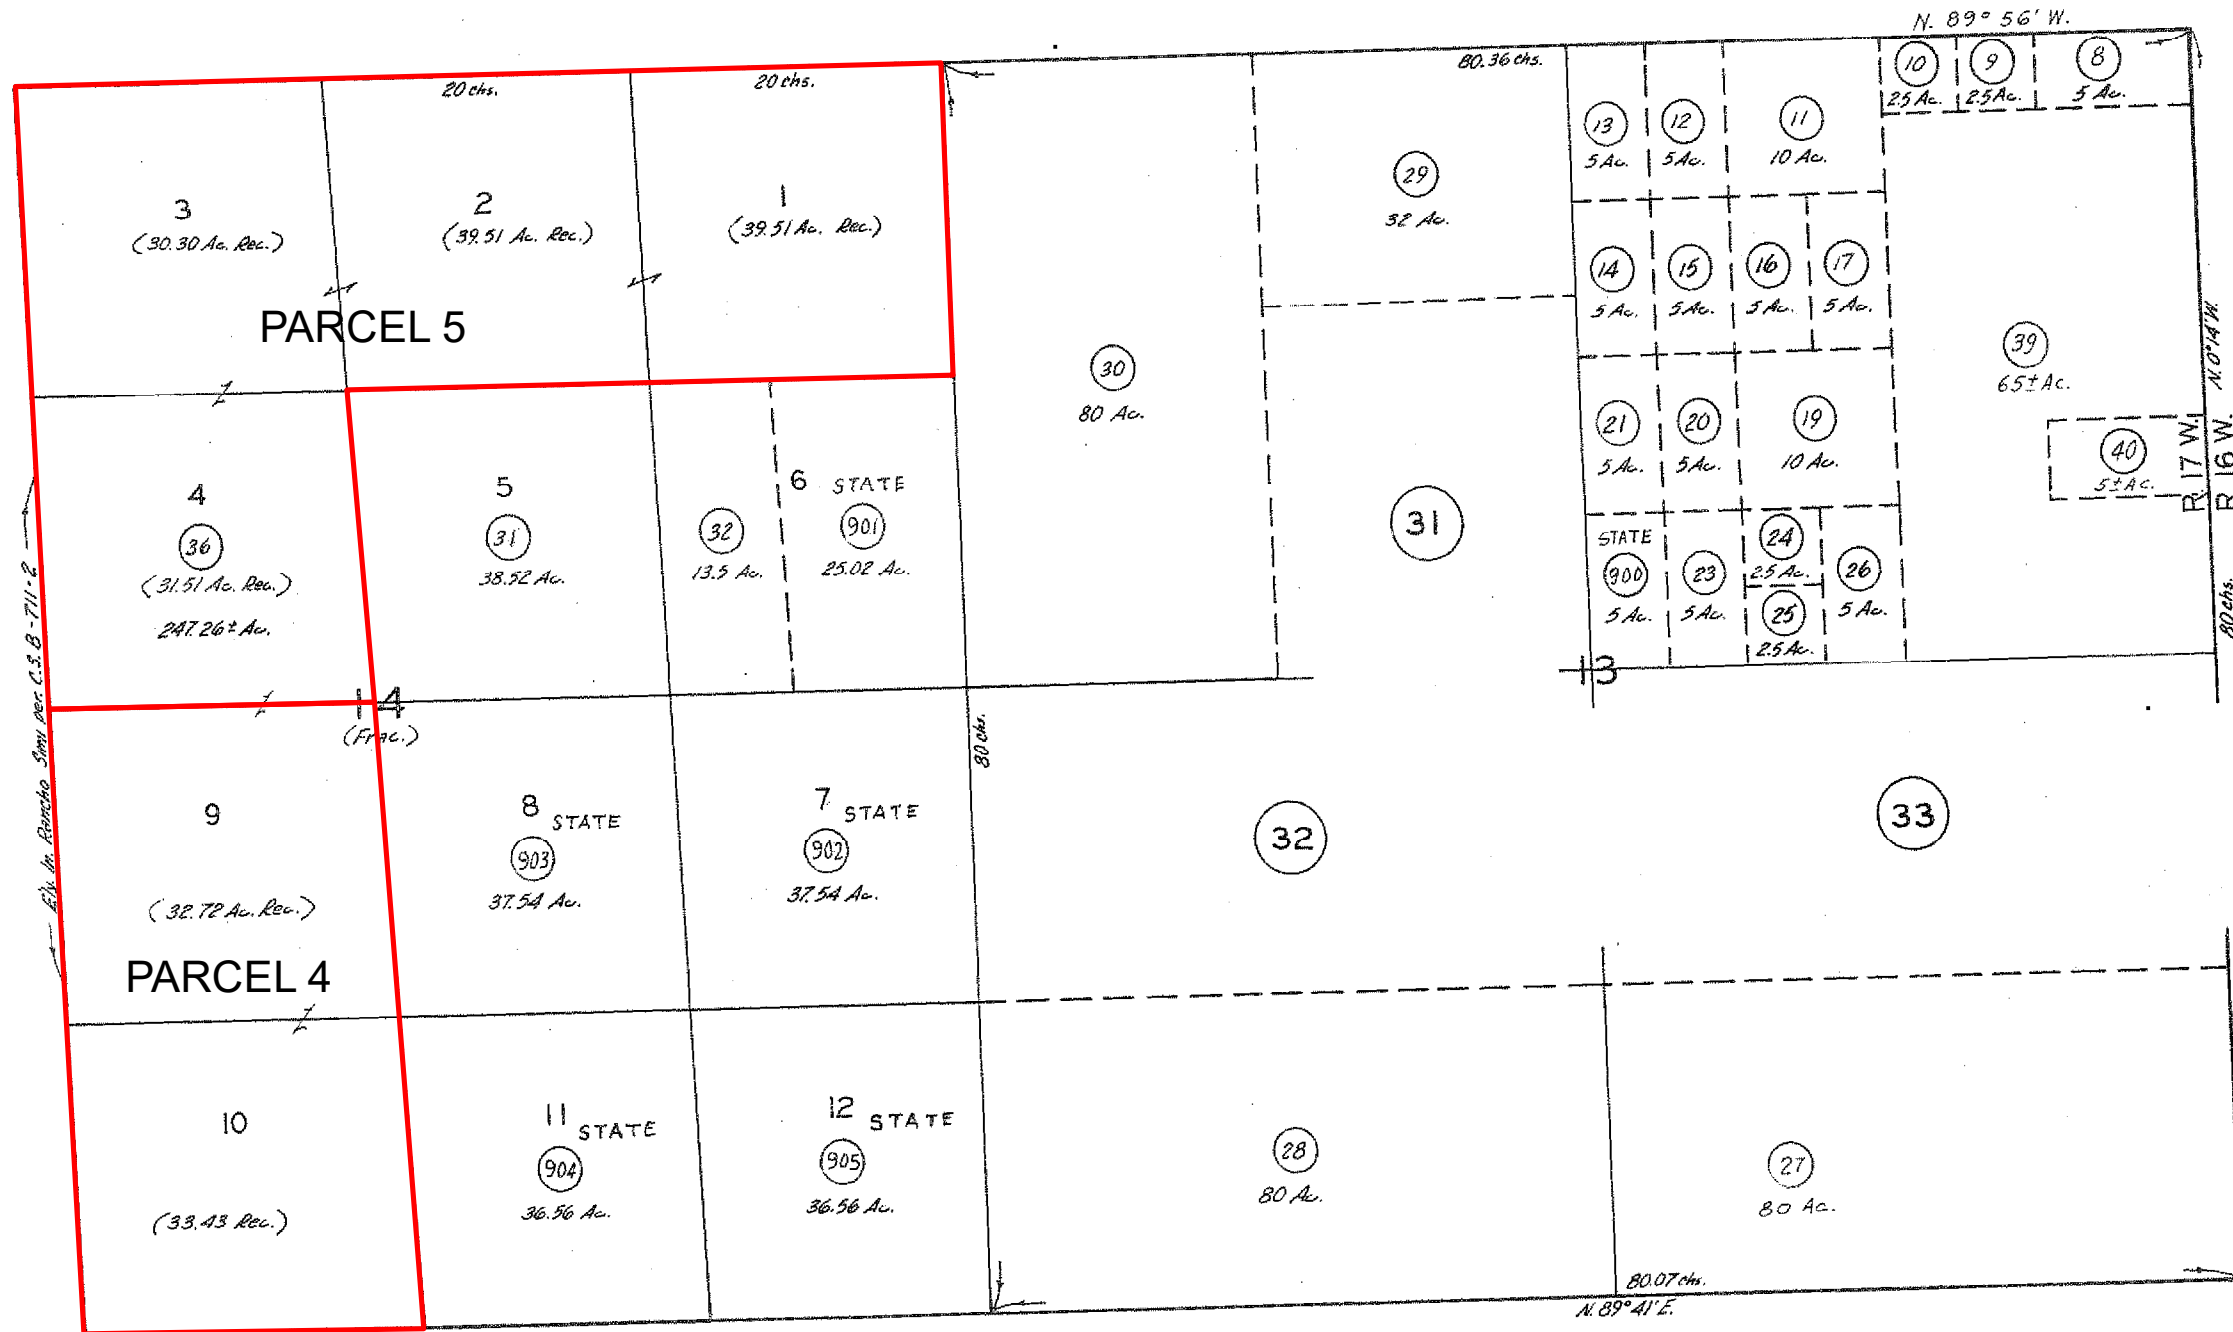 N. 89° 56' W.
20 chs.
20 chs.
80.36 chs.
10
2.5 Ac.
9
2.5 Ac.
8
5 Ac.
3
(30.30 Ac. Rec.)
2
(39.51 Ac. Rec.)
1
(39.51 Ac. Rec.)
PARCEL 5
29
32 Ac.
13
5 Ac.
12
5 Ac.
11
10 Ac.
14
5 Ac.
15
5 Ac.
16
5 Ac.
17
5 Ac.
30
80 Ac.
39
65± Ac.
N. 0°14' W.
21
5 Ac.
20
5 Ac.
19
10 Ac.
40
5± Ac.
R. 17 W.
R. 16 W.
80 chs.
4
36
(31.51 Ac. Rec.)
247.26± Ac.
5
31
38.52 Ac.
32
13.5 Ac.
6 STATE
901
25.02 Ac.
31
STATE
900
5 Ac.
23
5 Ac.
24
2.5 Ac.
25
2.5 Ac.
26
5 Ac.
13
14
(Frac.)
Ely. ln. Rancho Simi per. C.S. B-711-2
80 chs.
9
(32.72 Ac. Rec.)
PARCEL 4
8 STATE
903
37.54 Ac.
7 STATE
902
37.54 Ac.
32
33
10
(33.43 Rec.)
11 STATE
904
36.56 Ac.
12 STATE
905
36.56 Ac.
28
80 Ac.
27
80 Ac.
80.07 chs.
N. 89° 41' E.